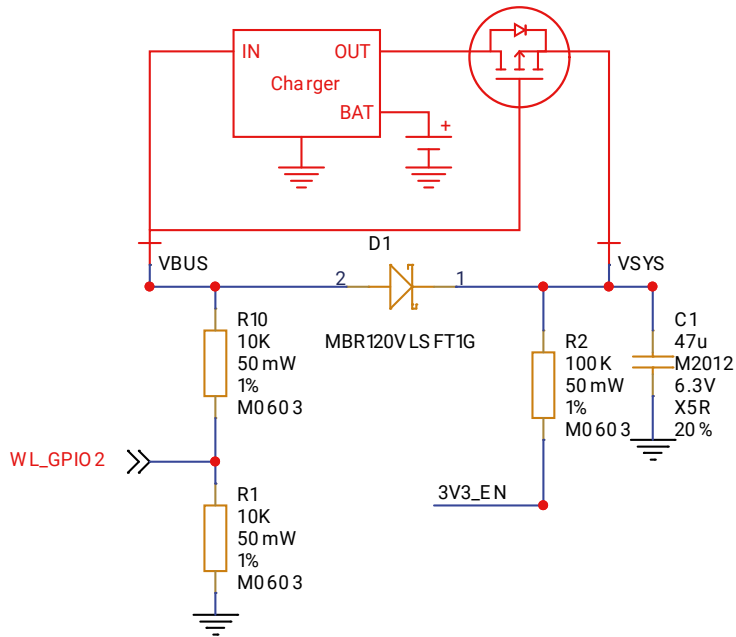 IN
OUT
Charger
BAT
+
D1
VBUS
VSYS
2
1
MBR120VLSFT1G
R10
10K
50mW
1%
M0603
R2
100K
50mW
1%
M0603
C1
47u
M2012
6.3V
X5R
20%
WL_GPIO2
3V3_EN
R1
10K
50mW
1%
M0603